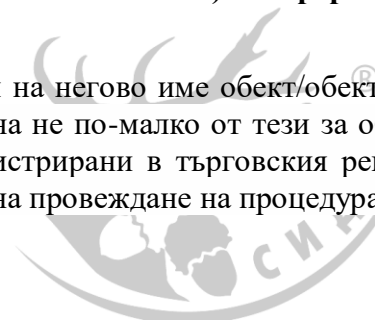 на негово име обект/обект
на не по-малко от тези за о
истрирани в търговския ре
на провеждане на процедура
СИД
®